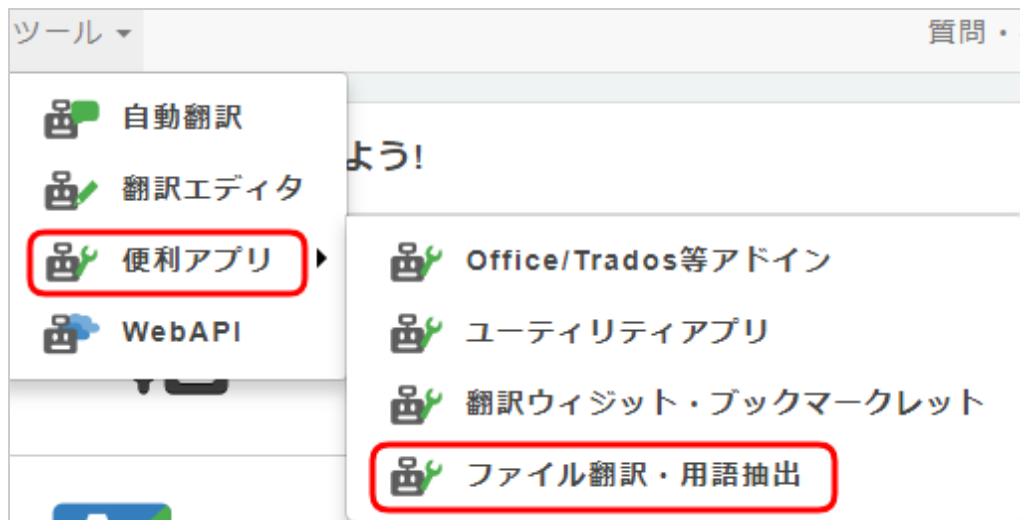 ツール
質問・
自動翻訳
よう!
翻訳エディタ
便利アプリ
Office/Trados等アドイン
WebAPI
ユーティリティアプリ
翻訳ウィジット・ブックマークレット
ファイル翻訳・用語抽出